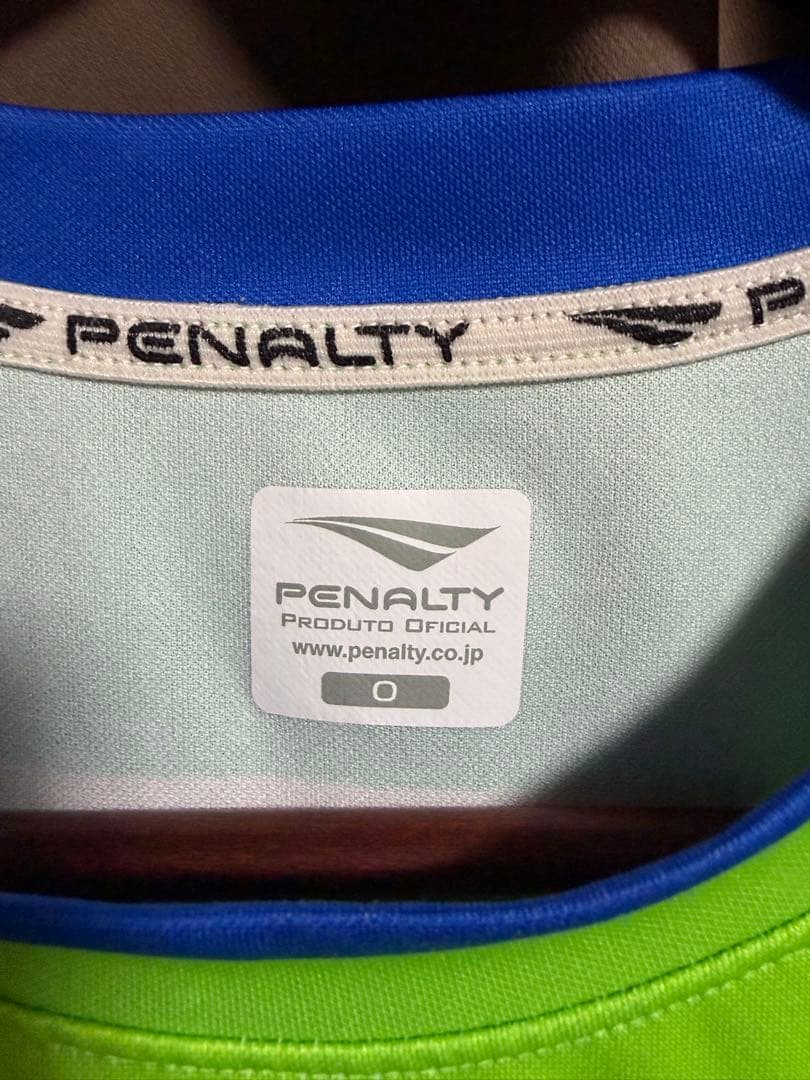 PENALTY P
PENALTY
PRODUTO OFICIAL
www.penalty.co.jp
O